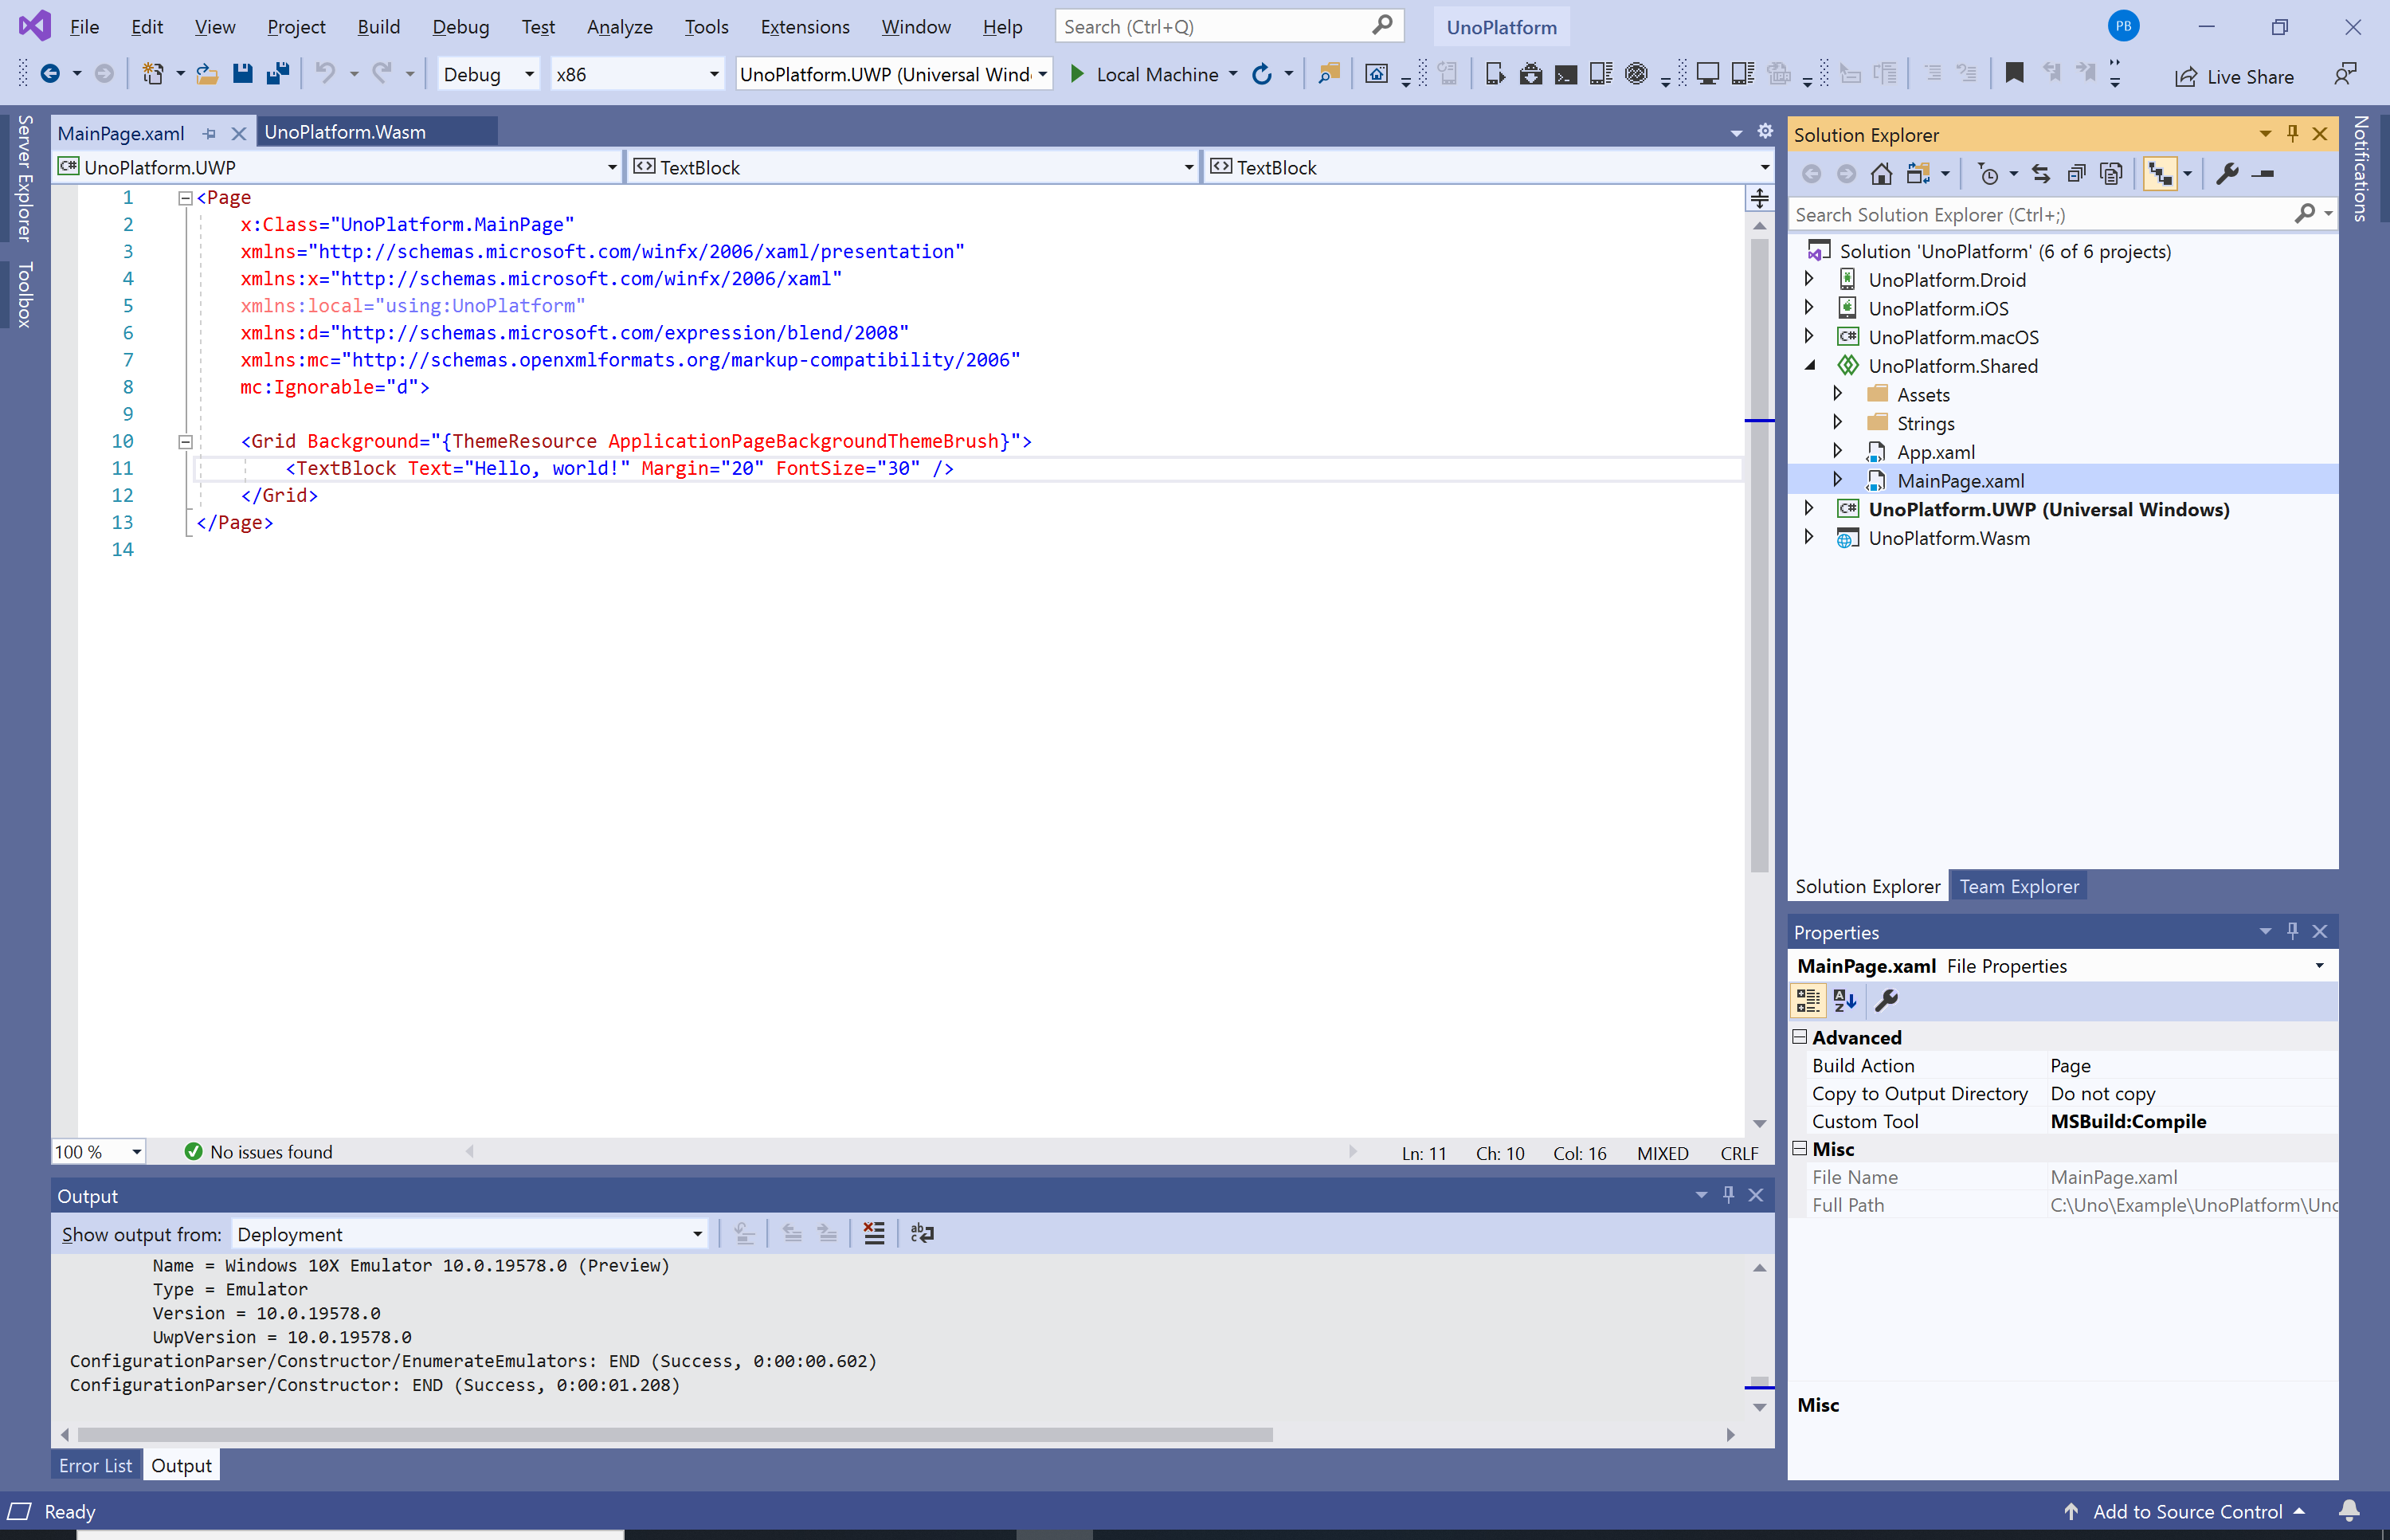 File Edit View Project Build Debug Test Analyze Tools Extensions Window Help Search (Ctrl+Q) UnoPlatform PB
Debug x86 UnoPlatform.UWP (Universal Wind Local Machine Live Share
Server Explorer
Toolbox
MainPage.xaml UnoPlatform.Wasm
C# UnoPlatform.UWP TextBlock TextBlock
1 <Page
2 x:Class="UnoPlatform.MainPage"
3 xmlns="http://schemas.microsoft.com/winfx/2006/xaml/presentation"
4 xmlns:x="http://schemas.microsoft.com/winfx/2006/xaml"
5 xmlns:local="using:UnoPlatform"
6 xmlns:d="http://schemas.microsoft.com/expression/blend/2008"
7 xmlns:mc="http://schemas.openxmlformats.org/markup-compatibility/2006"
8 mc:Ignorable="d">
9
10 <Grid Background="{ThemeResource ApplicationPageBackgroundThemeBrush}">
11 <TextBlock Text="Hello, world!" Margin="20" FontSize="30" />
12 </Grid>
13 </Page>
14
100 % No issues found Ln: 11 Ch: 10 Col: 16 MIXED CRLF
Output
Show output from: Deployment
Name = Windows 10X Emulator 10.0.19578.0 (Preview)
Type = Emulator
Version = 10.0.19578.0
UwpVersion = 10.0.19578.0
ConfigurationParser/Constructor/EnumerateEmulators: END (Success, 0:00:00.602)
ConfigurationParser/Constructor: END (Success, 0:00:01.208)
Error List Output
Solution Explorer
Search Solution Explorer (Ctrl+;)
Solution 'UnoPlatform' (6 of 6 projects)
UnoPlatform.Droid
UnoPlatform.iOS
C# UnoPlatform.macOS
UnoPlatform.Shared
Assets
Strings
App.xaml
MainPage.xaml
C# UnoPlatform.UWP (Universal Windows)
UnoPlatform.Wasm
Solution Explorer Team Explorer
Properties
MainPage.xaml File Properties
Advanced
Build Action Page
Copy to Output Directory Do not copy
Custom Tool MSBuild:Compile
Misc
File Name MainPage.xaml
Full Path C:\Uno\Example\UnoPlatform\Unc
Misc
Notifications
Ready Add to Source Control